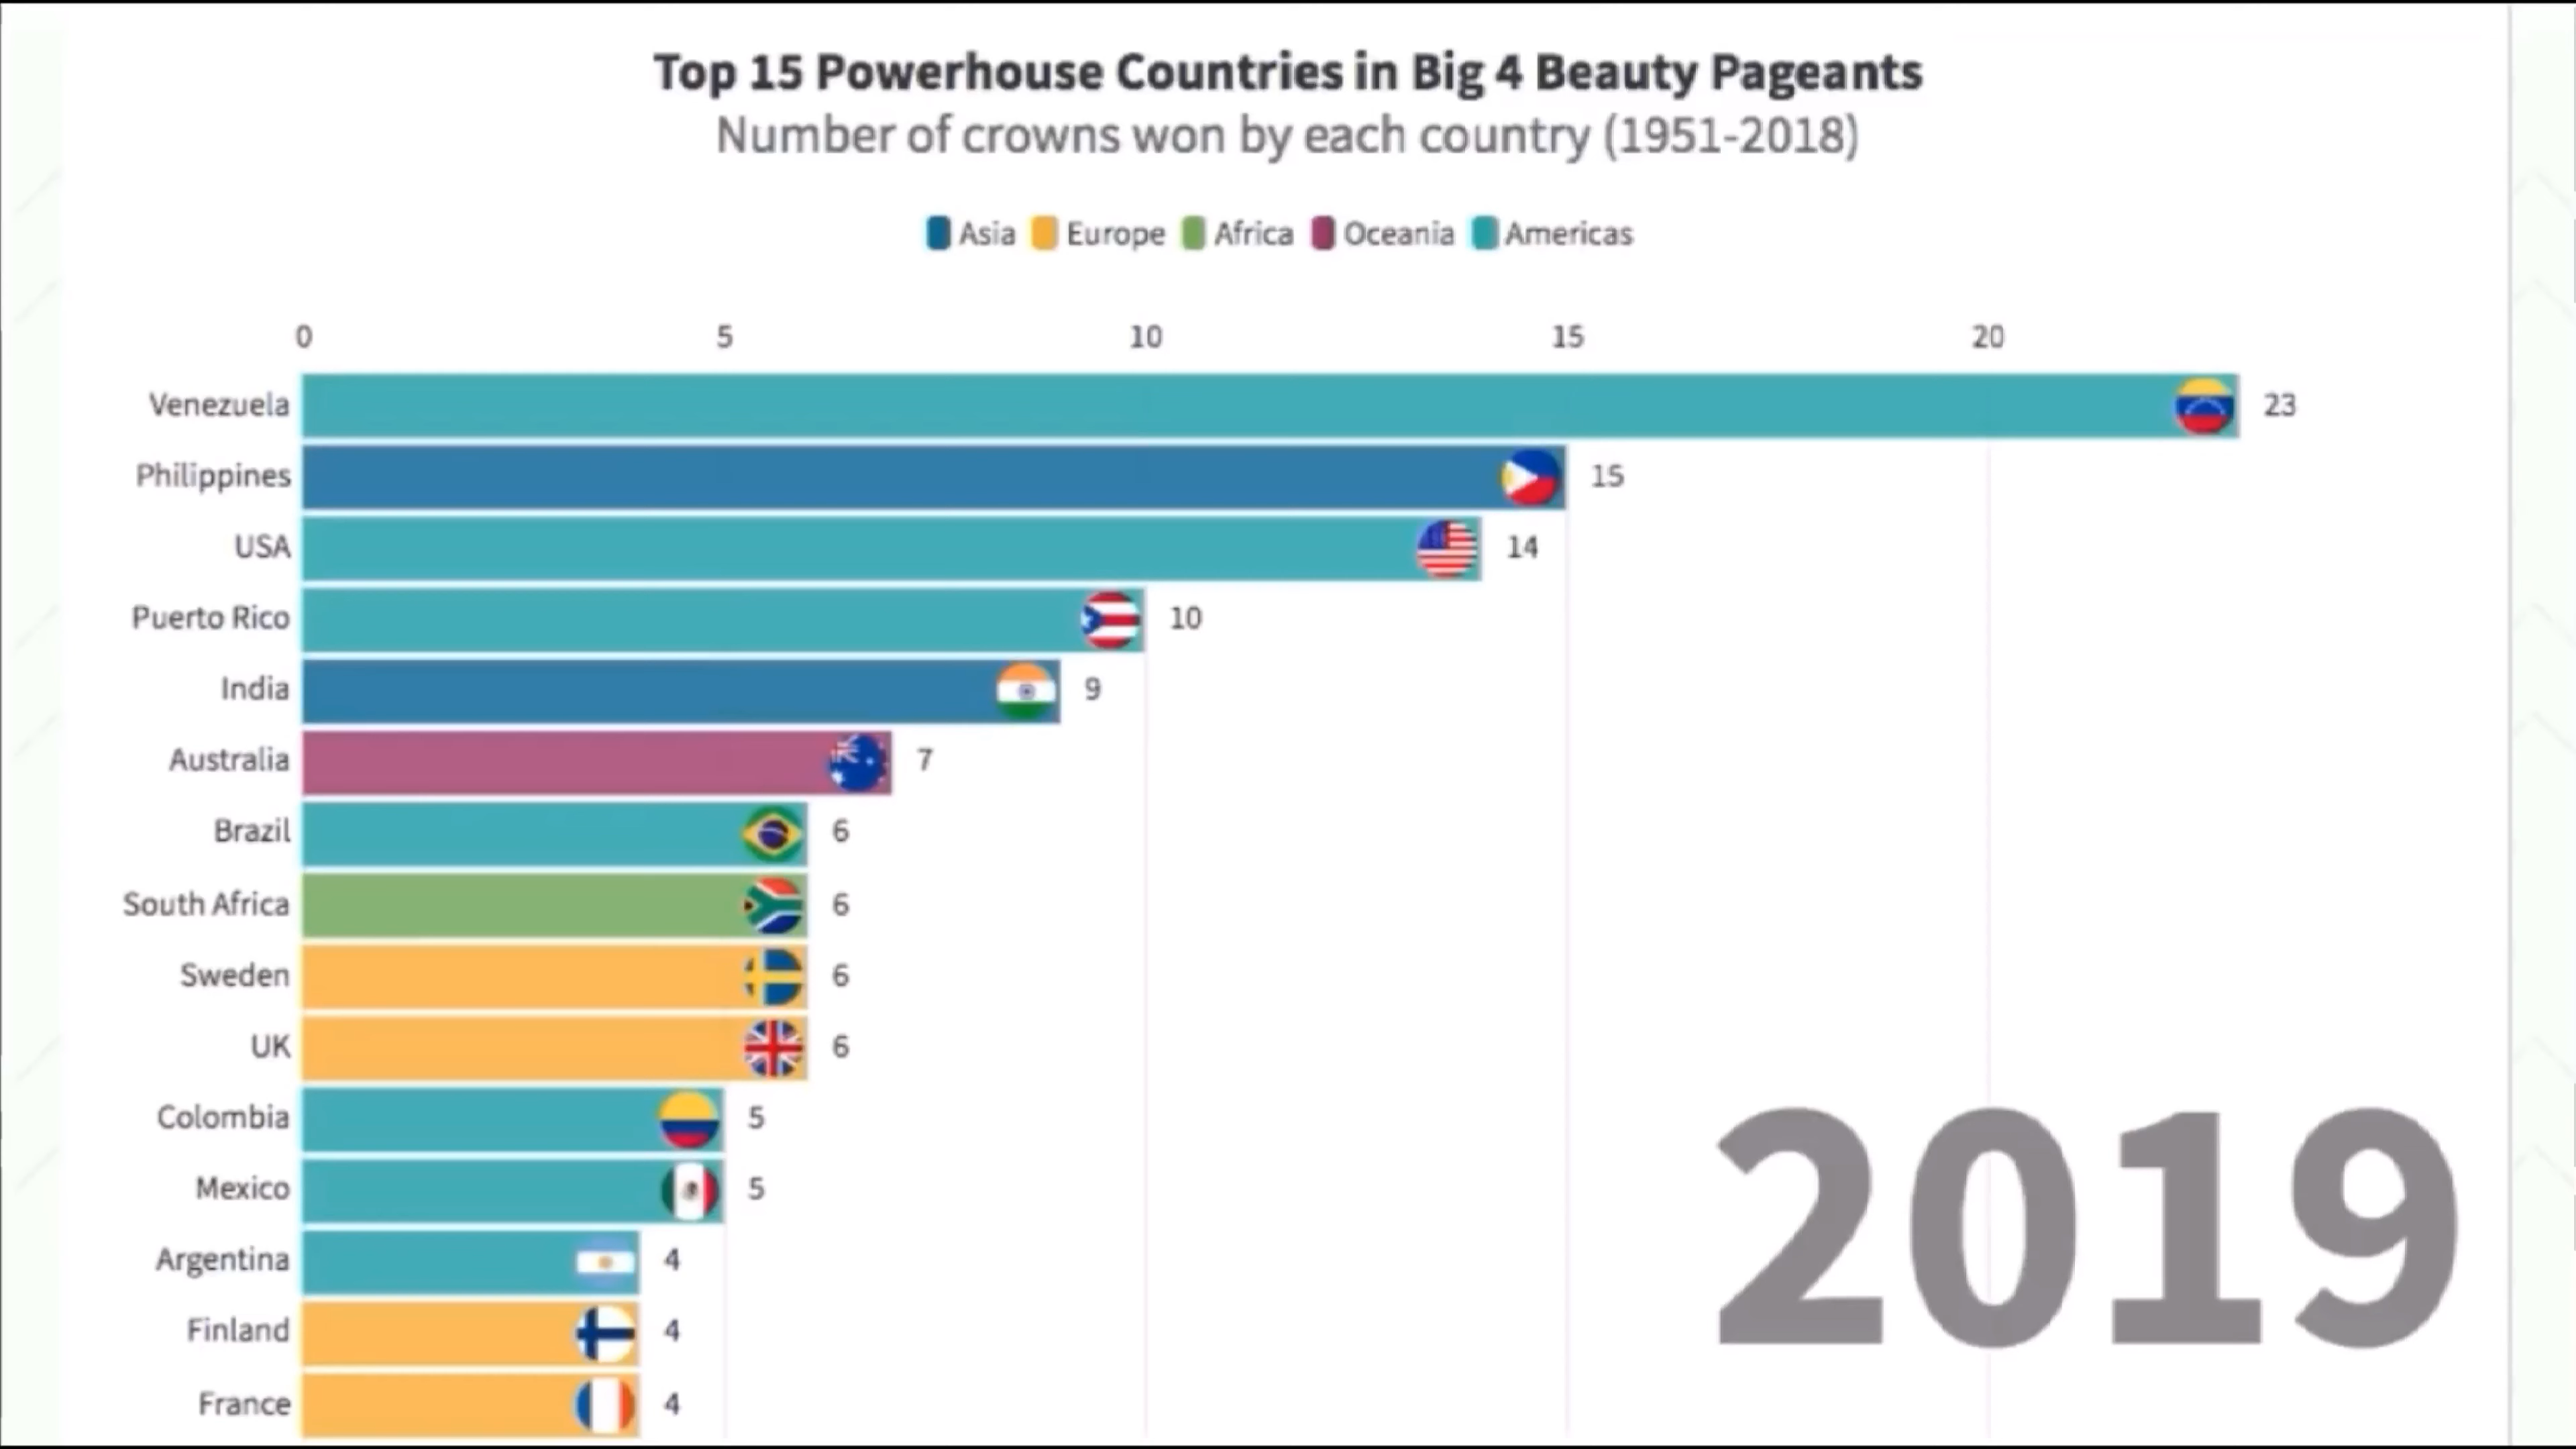 Top 15 Powerhouse Countries in Big 4 Beauty Pageants
Number of crowns won by each country (1951-2018)
Asia Europe Africa Oceania Americas
0 5 10 15 20
Venezuela 23
Philippines 15
USA 14
Puerto Rico 10
India 9
Australia 7
Brazil 6
South Africa 6
Sweden 6
UK 6
Colombia 5
Mexico 5
Argentina 4
Finland 4
France 4
2019